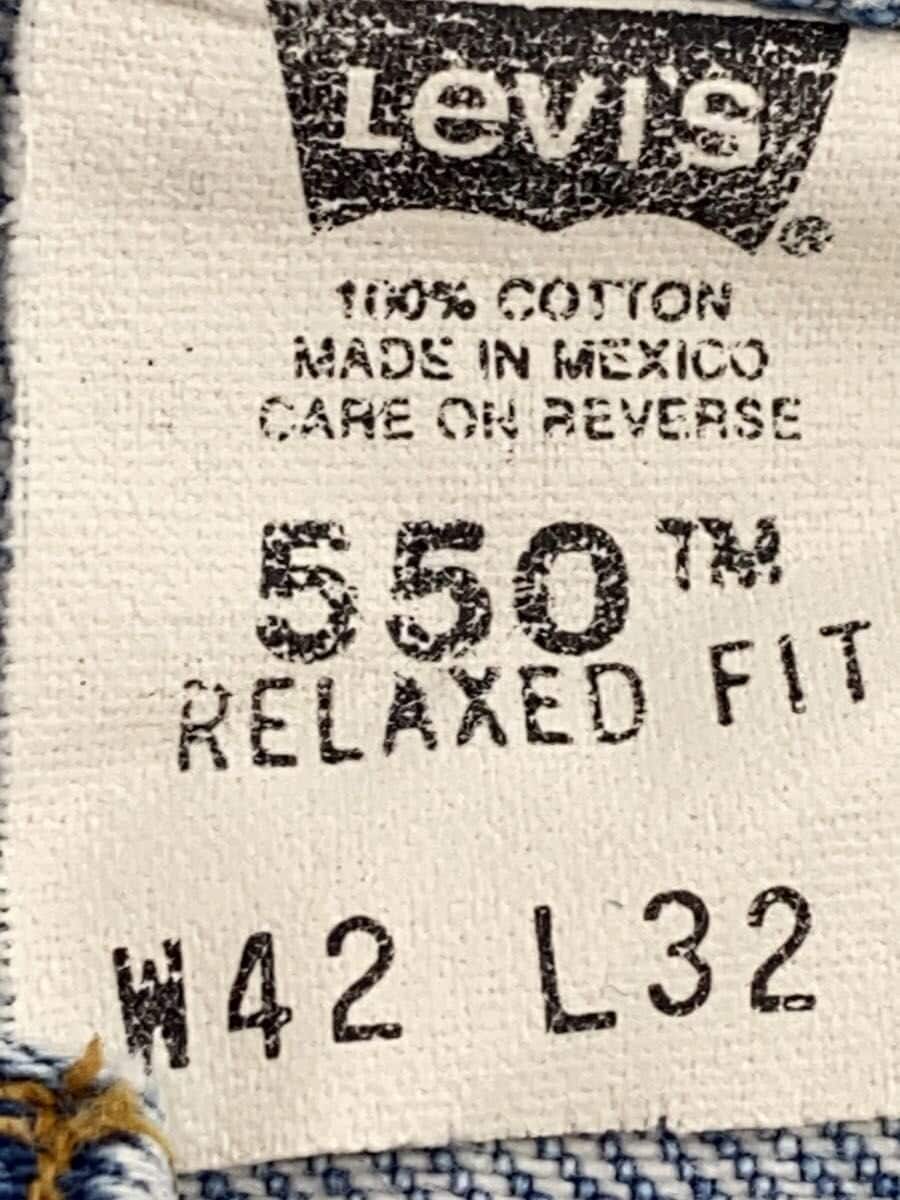 LEVI'S ®
100% COTTON
MADE IN MEXICO
CARE ON REVERSE
550™
RELAXED FIT
W42 L32